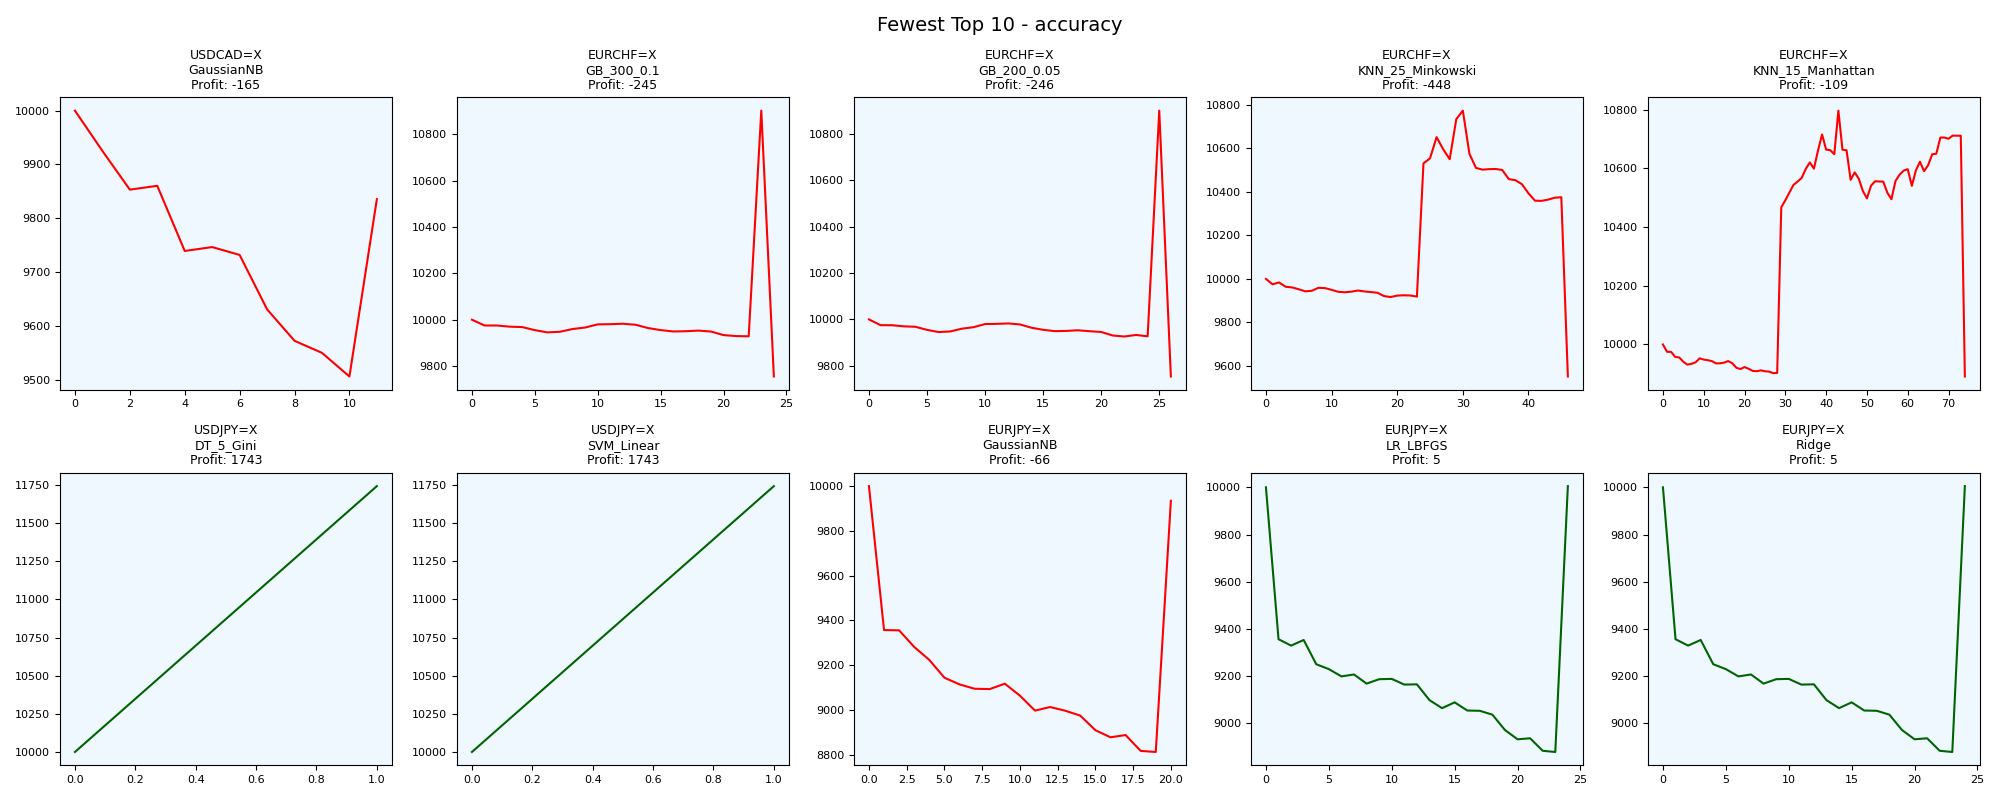 Fewest Top 10 - accuracy
USDCAD=X
GaussianNB
Profit: -165
10000
9900
9800
9700
9600
9500
0 2 4 6 8 10
EURCHF=X
GB_300_0.1
Profit: -245
10800
10600
10400
10200
10000
9800
0 5 10 15 20 25
EURCHF=X
GB_200_0.05
Profit: -246
10800
10600
10400
10200
10000
9800
0 5 10 15 20 25
EURCHF=X
KNN_25_Minkowski
Profit: -448
10800
10600
10400
10200
10000
9800
9600
0 10 20 30 40
EURCHF=X
KNN_15_Manhattan
Profit: -109
10800
10600
10400
10200
10000
0 10 20 30 40 50 60 70
USDJPY=X
DT_5_Gini
Profit: 1743
11750
11500
11250
11000
10750
10500
10250
10000
0.0 0.2 0.4 0.6 0.8 1.0
USDJPY=X
SVM_Linear
Profit: 1743
11750
11500
11250
11000
10750
10500
10250
10000
0.0 0.2 0.4 0.6 0.8 1.0
EURJPY=X
GaussianNB
Profit: -66
10000
9800
9600
9400
9200
9000
8800
0.0 2.5 5.0 7.5 10.0 12.5 15.0 17.5 20.0
EURJPY=X
LR_LBFGS
Profit: 5
10000
9800
9600
9400
9200
9000
0 5 10 15 20 25
EURJPY=X
Ridge
Profit: 5
10000
9800
9600
9400
9200
9000
0 5 10 15 20 25